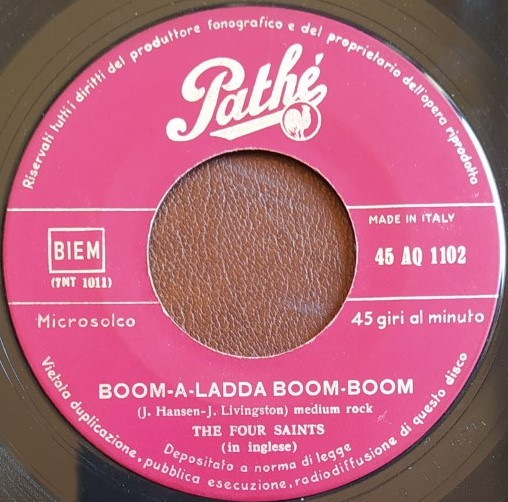 Riservati tutti i diritti del produttore fonografico e del proprietario dell'opera riprodotta
Pathé
MADE IN ITALY
BIEM
45 AQ 1102
(7MT 1011)
Microsolco
45 giri al minuto
BOOM-A-LADDA BOOM-BOOM
(J. Hansen-J. Livingston) medium rock
THE FOUR SAINTS
(in inglese)
Depositato a norma di legge
Vietata duplicazione, pubblica esecuzione, radiodiffusione di questo disco